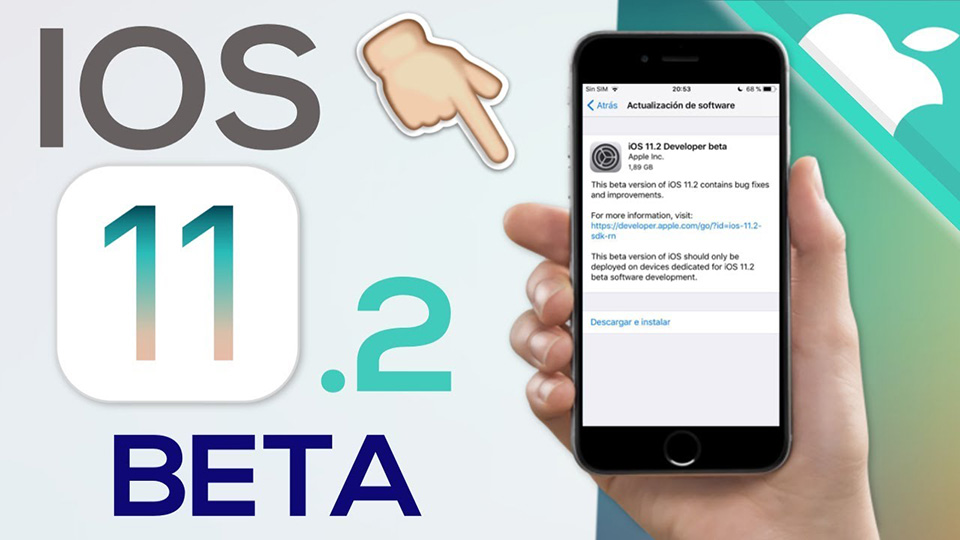 IOS
11
.2
BETA
Sin SIM 20:53 68 %
Atrás Actualización de software
iOS 11.2 Developer beta
Apple Inc.
1,89 GB
This beta version of iOS 11.2 contains bug fixes
and improvements.
For more information, visit:
https://developer.apple.com/go/?id=ios-11.2-
sdk-rn
This beta version of iOS should only be
deployed on devices dedicated for iOS 11.2
beta software development.
Descargar e instalar